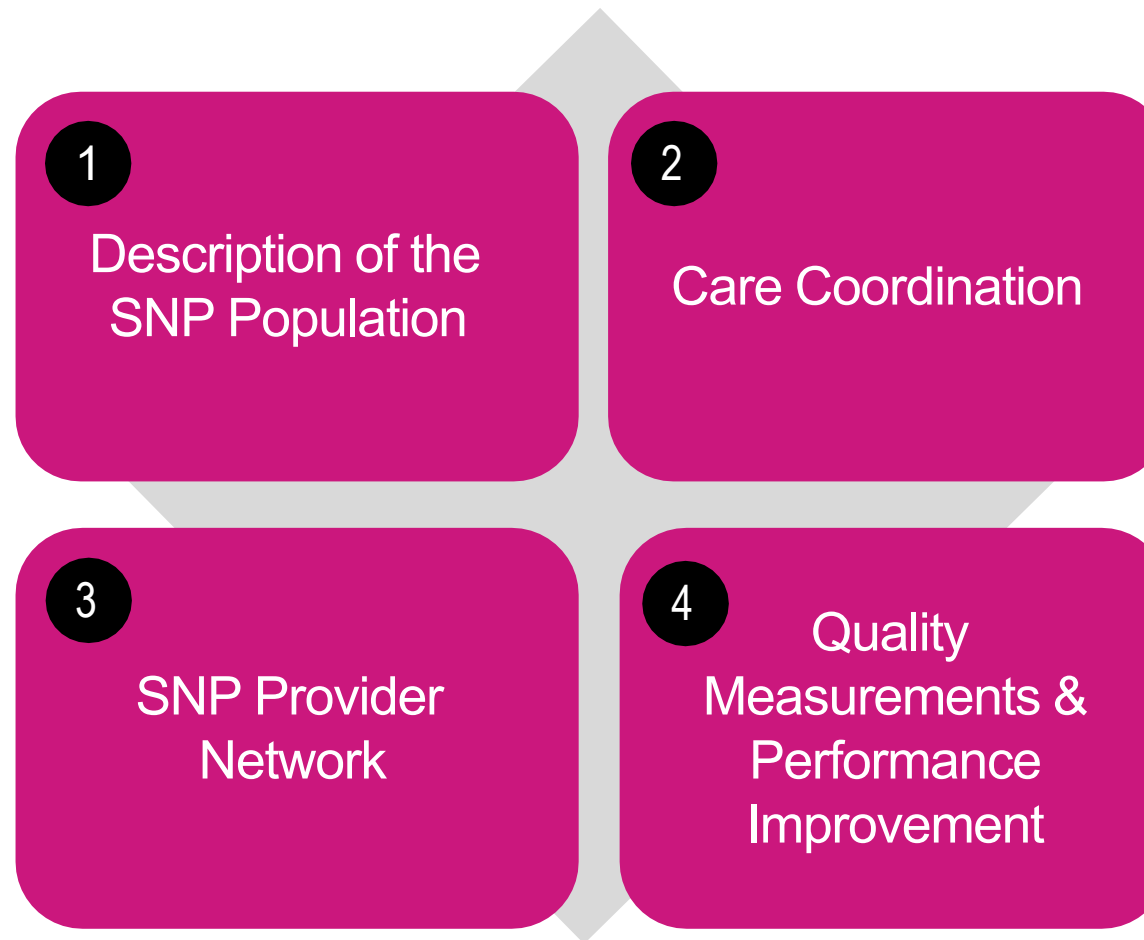 1
Description of the
SNP Population
2
Care Coordination
3
SNP Provider
Network
4
Quality
Measurements &
Performance
Improvement